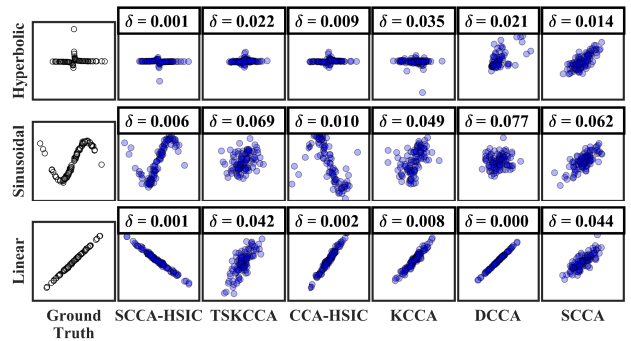 Hyperbolic
δ = 0.001 δ = 0.022 δ = 0.009 δ = 0.035 δ = 0.021 δ = 0.014
Sinusoidal
δ = 0.006 δ = 0.069 δ = 0.010 δ = 0.049 δ = 0.077 δ = 0.062
Linear
δ = 0.001 δ = 0.042 δ = 0.002 δ = 0.008 δ = 0.000 δ = 0.044
Ground SCCA-HSIC TSKCCA CCA-HSIC KCCA DCCA SCCA
Truth